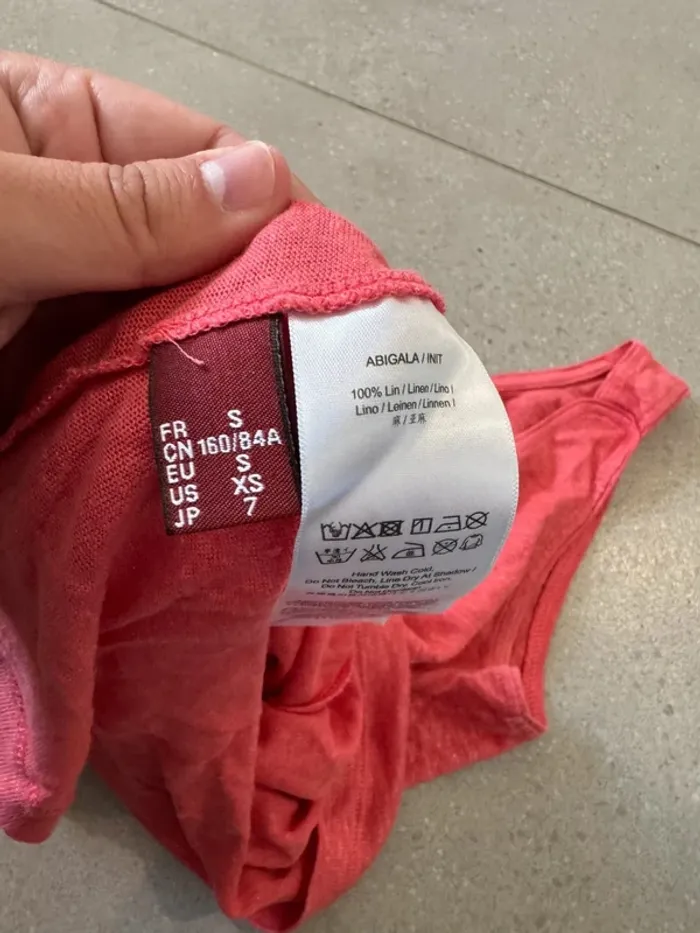 FR S
CN 160/84A
EU S
US XS
JP 7
ABIGALA / INIT
100% Lin / Linen / Lino /
Lino / Leinen / Linnen /
麻 / 亚麻
Hand Wash Cold,
Do Not Bleach, Line Dry At Shadow /
Do Not Tumble Dry, Cool Iron,